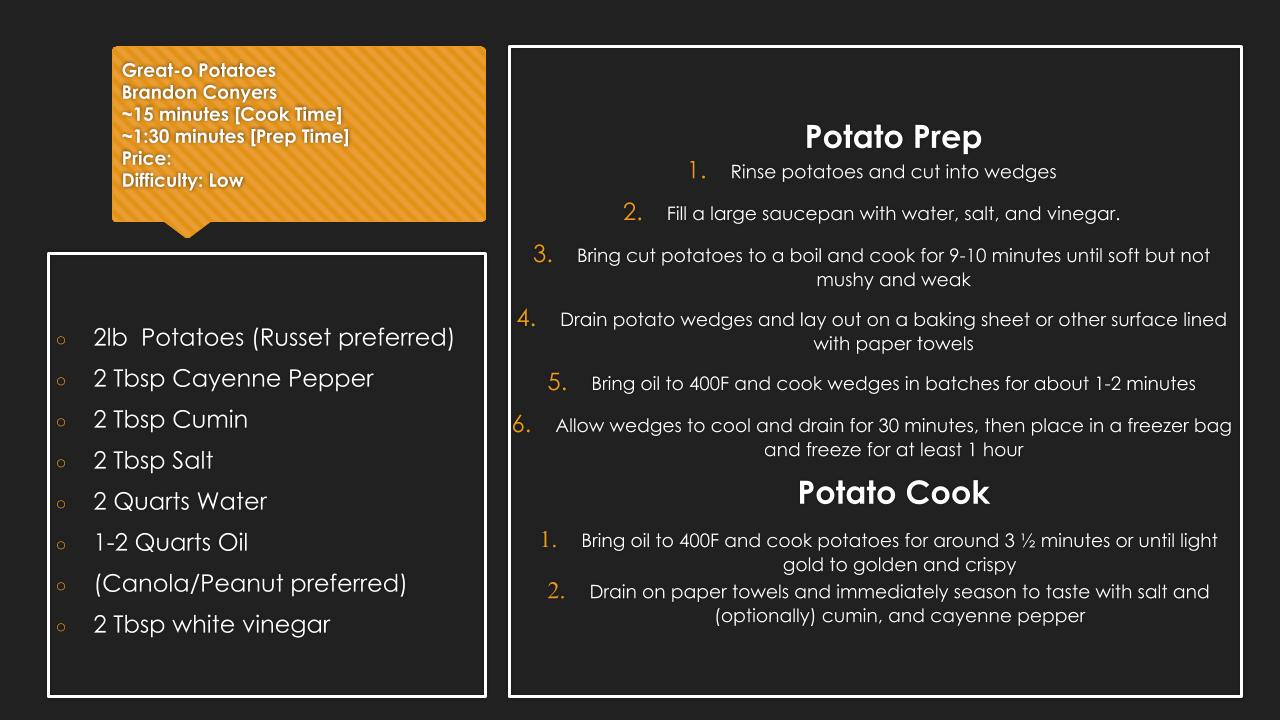 Great-o Potatoes
Brandon Conyers
~15 minutes [Cook Time]
~1:30 minutes [Prep Time]
Price:
Difficulty: Low
○ 2lb  Potatoes (Russet preferred)
○ 2 Tbsp Cayenne Pepper
○ 2 Tbsp Cumin
○ 2 Tbsp Salt
○ 2 Quarts Water
○ 1-2 Quarts Oil
○ (Canola/Peanut preferred)
○ 2 Tbsp white vinegar
Potato Prep
1. Rinse potatoes and cut into wedges
2. Fill a large saucepan with water, salt, and vinegar.
3. Bring cut potatoes to a boil and cook for 9-10 minutes until soft but not
mushy and weak
4. Drain potato wedges and lay out on a baking sheet or other surface lined
with paper towels
5. Bring oil to 400F and cook wedges in batches for about 1-2 minutes
6. Allow wedges to cool and drain for 30 minutes, then place in a freezer bag
and freeze for at least 1 hour
Potato Cook
1. Bring oil to 400F and cook potatoes for around 3 ½ minutes or until light
gold to golden and crispy
2. Drain on paper towels and immediately season to taste with salt and
(optionally) cumin, and cayenne pepper